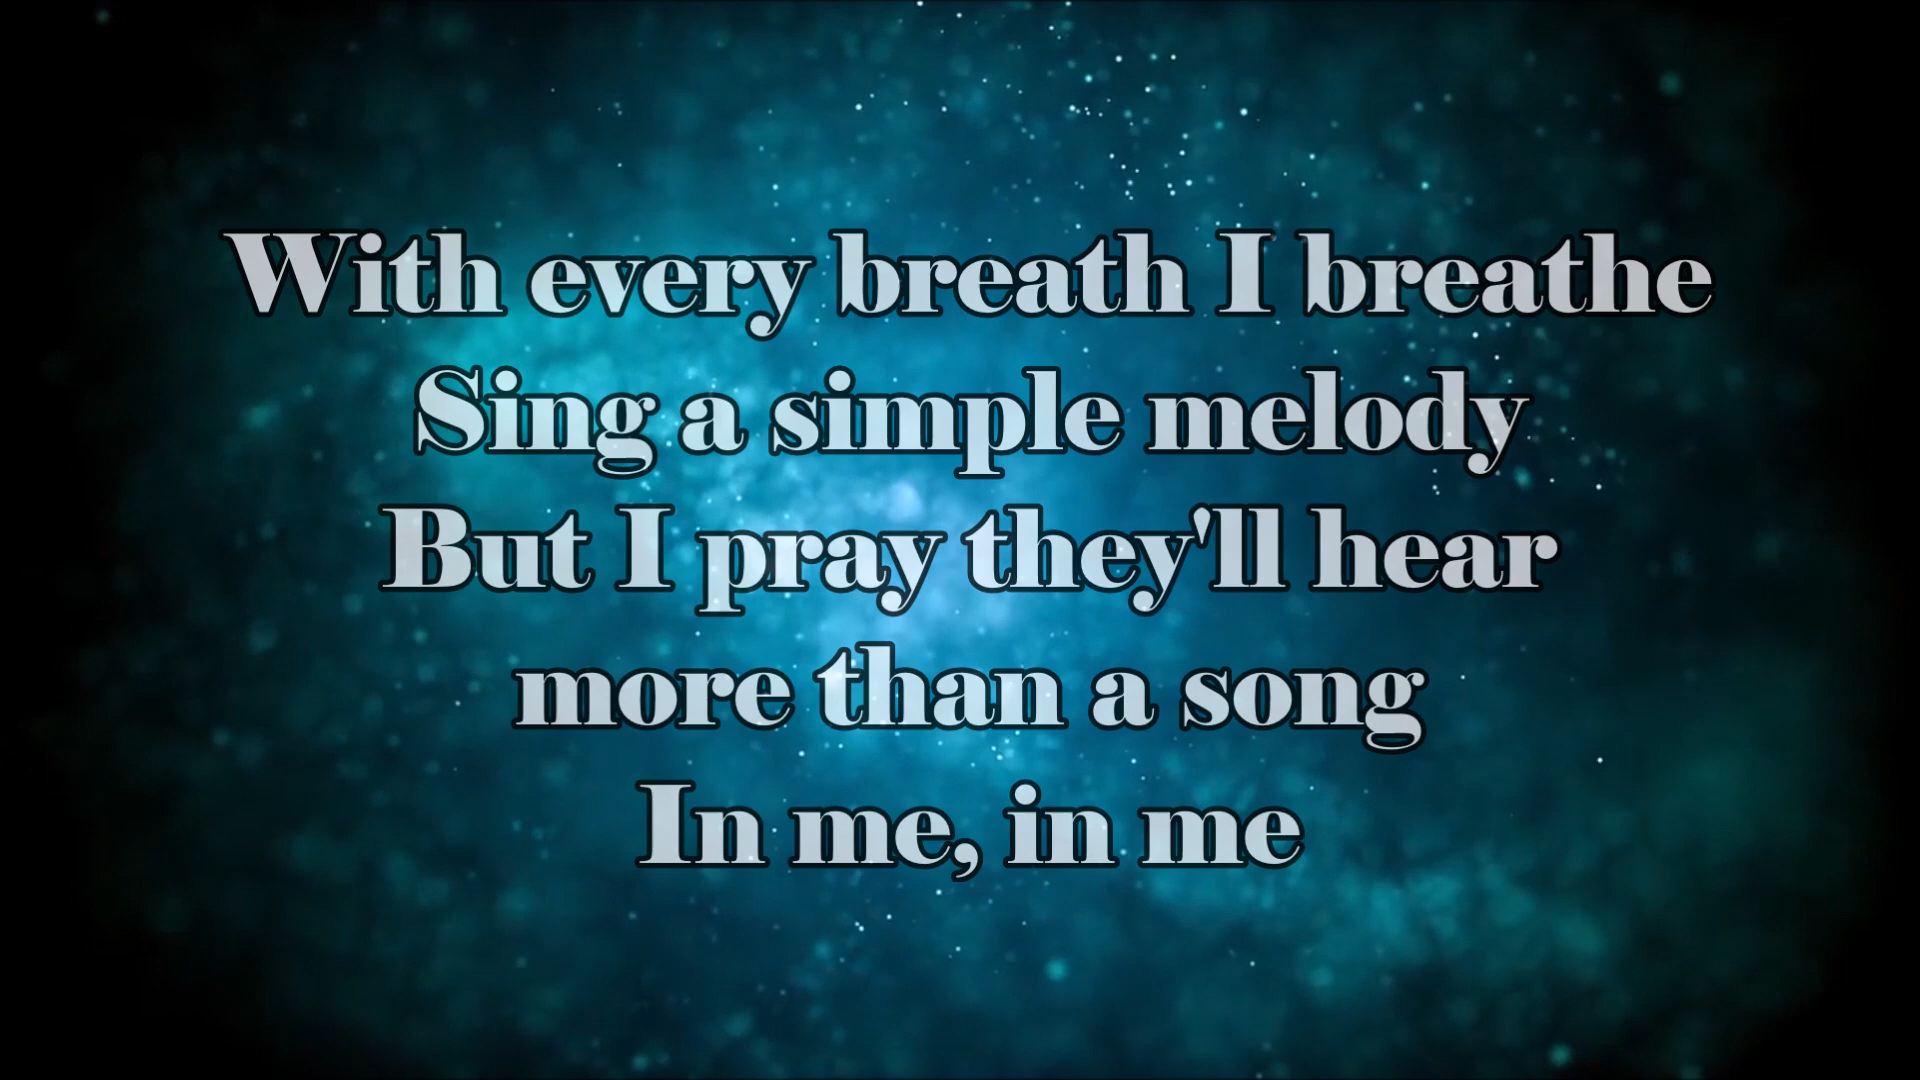 With every breath I breathe
Sing a simple melody
But I pray they'll hear
more than a song
In me, in me